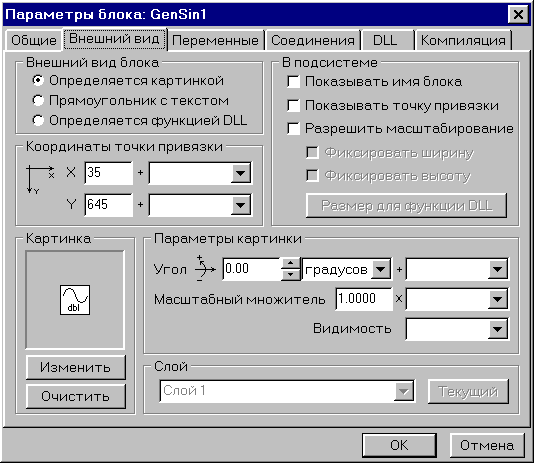 Параметры блока: GenSin1
Общие Внешний вид Переменные Соединения DLL Компиляция
Внешний вид блока
Определяется картинкой
Прямоугольник с текстом
Определяется функцией DLL
В подсистеме
Показывать имя блока
Показывать точку привязки
Разрешить масштабирование
Фиксировать ширину
Фиксировать высоту
Размер для функции DLL
Координаты точки привязки
X
Y
X 35 +
Y 645 +
Картинка
dbl
Изменить
Очистить
Параметры картинки
Угол + − 0.00 градусов +
Масштабный множитель 1.0000 x
Видимость
Слой
Слой 1 Текущий
OK Отмена